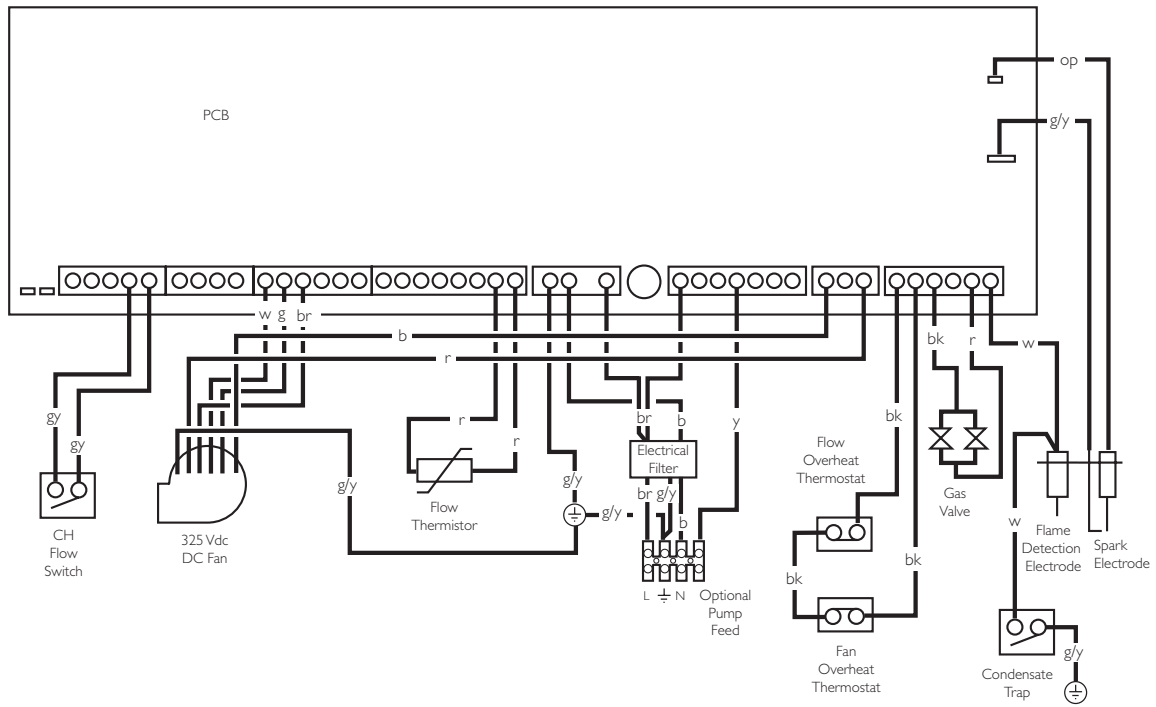 op
PCB
g/y
w g br
b
r
bk
r
w
gy
gy
r
r
br
b
y
bk
Flow
Overheat
Thermostat
Electrical
Filter
g/y
g/y
br g/y
b
g/y
Flow
Thermistor
Gas
Valve
w
CH
Flow
Switch
325 Vdc
DC Fan
Flame
Detection
Electrode
Spark
Electrode
bk
bk
L N
Optional
Pump
Feed
Fan
Overheat
Thermostat
g/y
Condensate
Trap